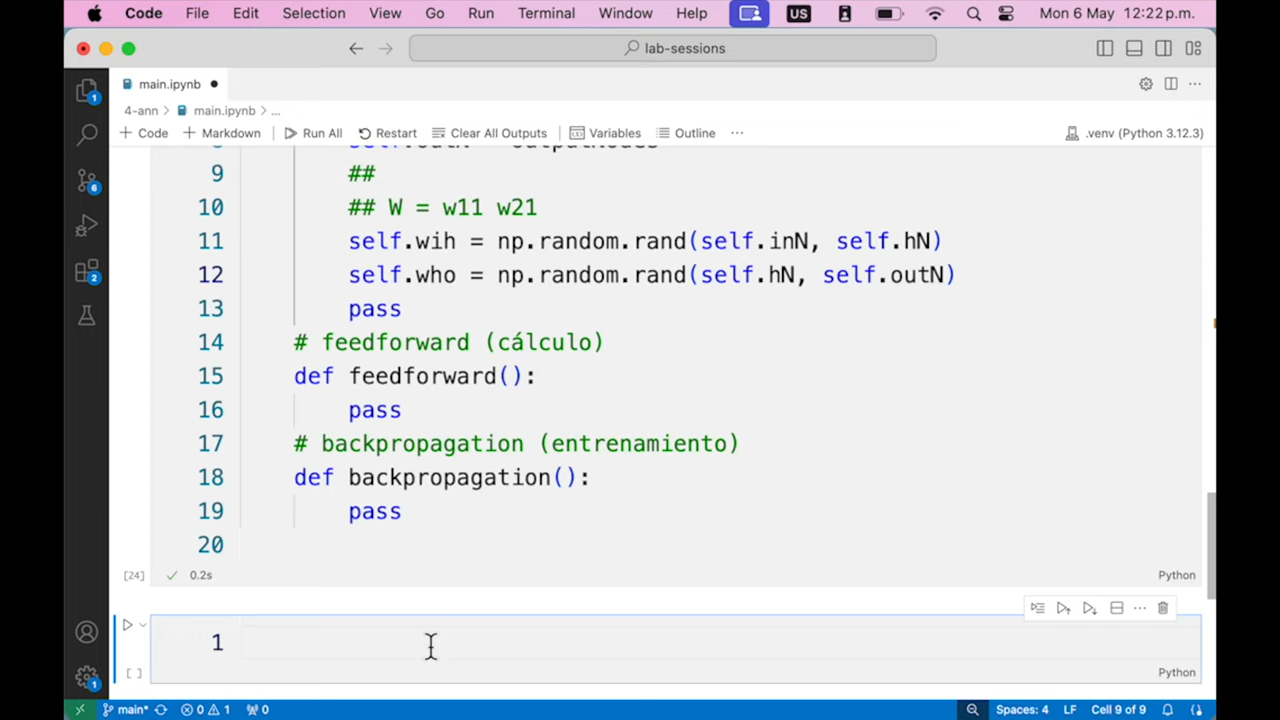 Code File Edit Selection View Go Run Terminal Window Help US Mon 6 May 12:22 p.m.
lab-sessions
main.ipynb
4-ann > main.ipynb > ...
+ Code + Markdown Run All Restart Clear All Outputs Variables Outline ... .venv (Python 3.12.3)
9 ##
10 ## W = w11 w21
11 self.wih = np.random.rand(self.inN, self.hN)
12 self.who = np.random.rand(self.hN, self.outN)
13 pass
14 # feedforward (cálculo)
15 def feedforward():
16 pass
17 # backpropagation (entrenamiento)
18 def backpropagation():
19 pass
20
[24] 0.2s Python
1
[ ] Python
main* 0 1 0 Spaces: 4 LF Cell 9 of 9